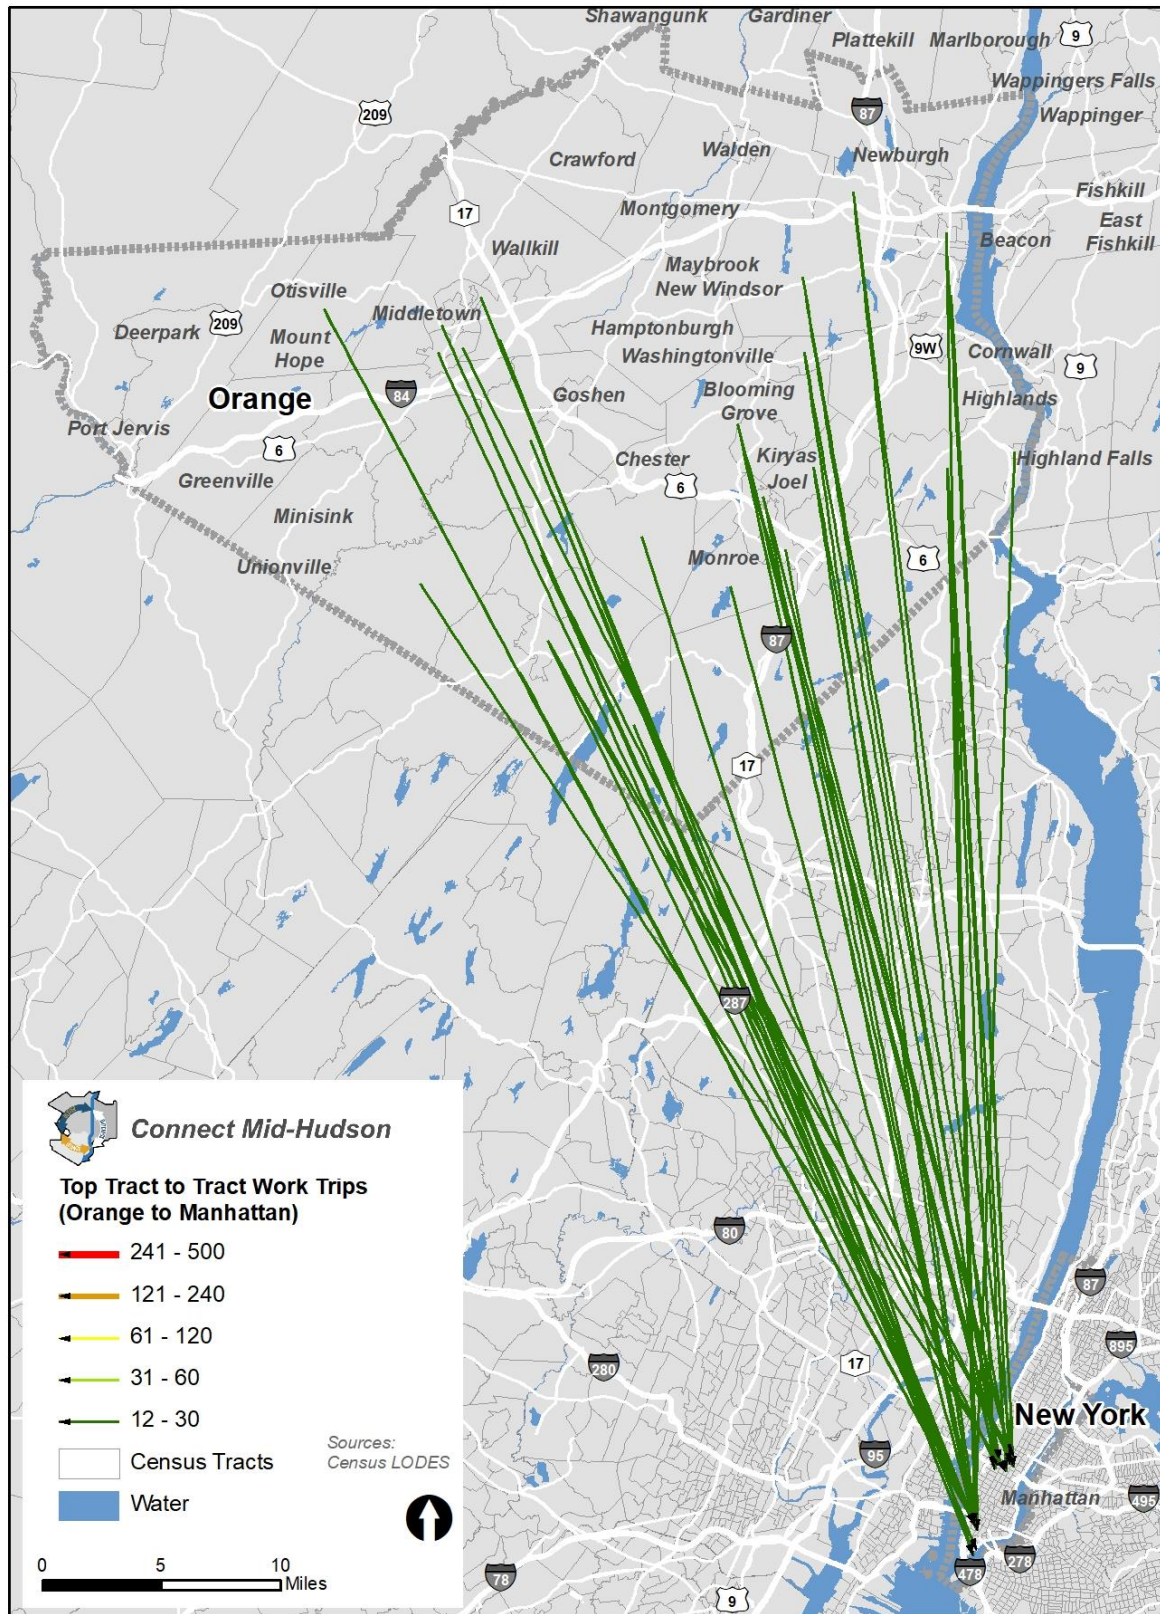 Shawangunk
Gardiner
Plattekill
Marlborough
9
Wappingers Falls
209
87
Wappinger
Crawford
Walden
Newburgh
Fishkill
17
Montgomery
East
Fishkill
Wallkill
Beacon
Maybrook
New Windsor
Otisville
Middletown
Deerpark
209
Mount
Hope
Hamptonburgh
Washingtonville
9W
Cornwall
9
Orange
84
Goshen
Blooming
Grove
Highlands
Port Jervis
6
Chester
Kiryas
Joel
Highland Falls
Greenville
6
Minisink
Unionville
Monroe
6
87
17
287
Connect Mid-Hudson
Top Tract to Tract Work Trips
(Orange to Manhattan)
241 - 500
121 - 240
61 - 120
31 - 60
12 - 30
Census Tracts
Water
Sources:
Census LODES
0 5 10
Miles
80
87
280
17
895
New York
95
Manhattan
495
78
478
278
9